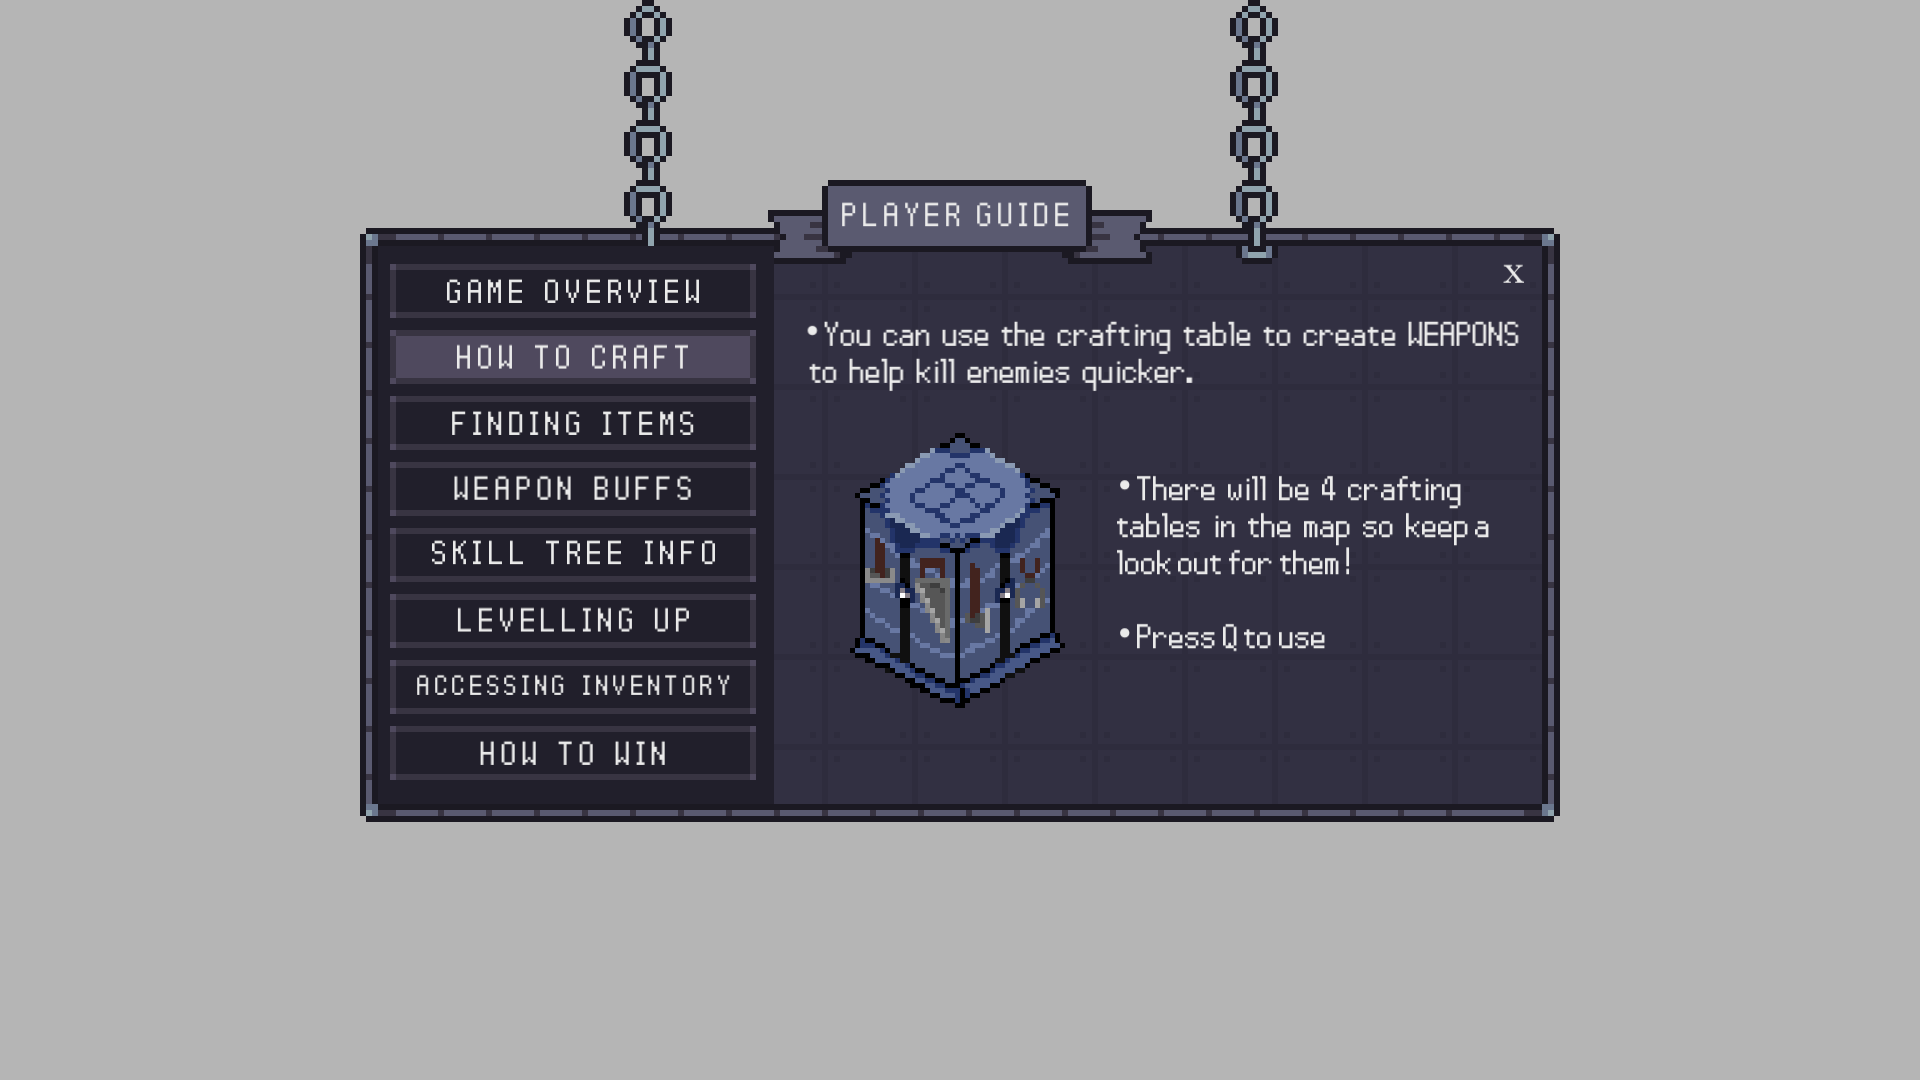 PLAYER GUIDE
X
GAME OVERVIEW
HOW TO CRAFT
FINDING ITEMS
WEAPON BUFFS
SKILL TREE INFO
LEVELLING UP
ACCESSING INVENTORY
HOW TO WIN
•You can use the crafting table to create WEAPONS
to help kill enemies quicker.
•There will be 4 crafting
tables in the map so keep a
look out for them!
•Press Q to use